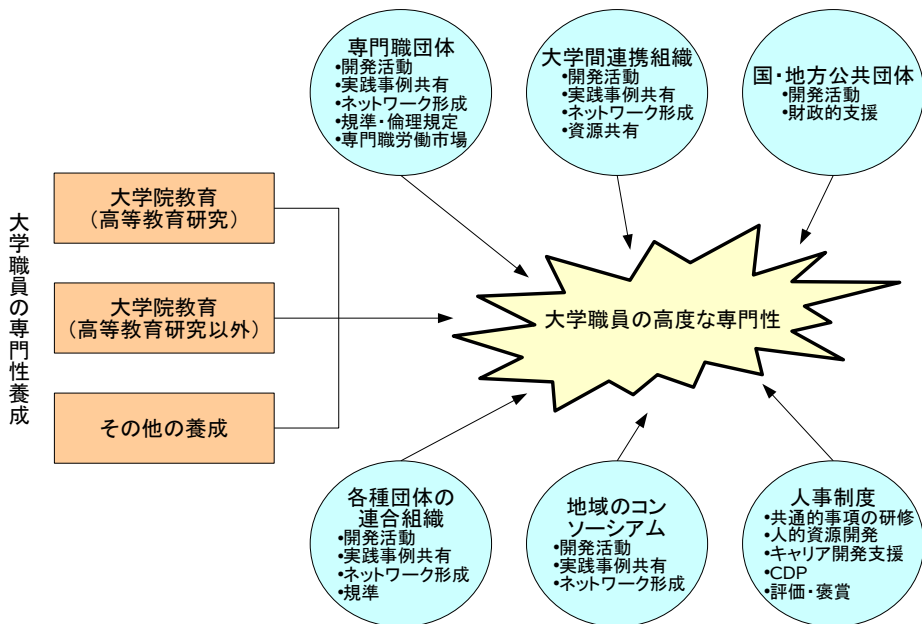 専門職団体
•開発活動
•実践事例共有
•ネットワーク形成
•規準・倫理規定
•専門職労働市場
大学間連携組織
•開発活動
•実践事例共有
•ネットワーク形成
•資源共有
国・地方公共団体
•開発活動
•財政的支援
大学職員の専門性養成
大学院教育
（高等教育研究）
大学院教育
（高等教育研究以外）
その他の養成
大学職員の高度な専門性
各種団体の
連合組織
•開発活動
•実践事例共有
•ネットワーク形成
•規準
地域のコン
ソーシアム
•開発活動
•実践事例共有
•ネットワーク形成
人事制度
•共通的事項の研修
•人的資源開発
•キャリア開発支援
•CDP
•評価・褒賞